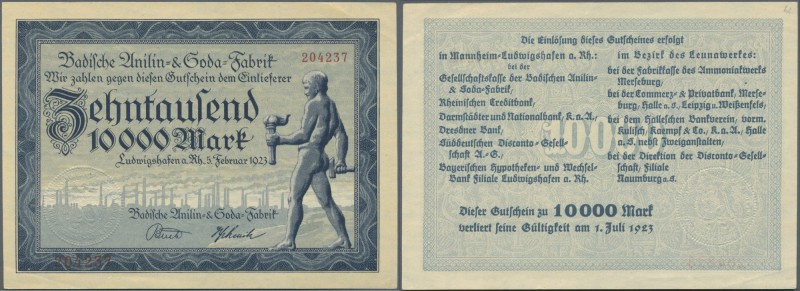 Badische Anilin-& Soda-Fabrik
204237
Wir zahlen gegen diesen Gutschein dem Einlieferer
Zehntausend
10000 Mark
Ludwigshafen a. Rh. 5. Februar 1923
Badische Anilin-& Soda-Fabrik
204237
Die Einlösung dieses Gutscheines erfolgt
in Mannheim-Ludwigshafen a. Rh.:
bei der
Gesellschaftskasse der Badischen Anilin-
& Soda-Fabrik,
Rheinischen Creditbank,
Darmstädter und Nationalbank, K. a. A.,
Dresdner Bank,
Süddeutschen Disconto-Gesell-
schaft A.-G.,
Bayerischen Hypotheken- und Wechsel-
Bank Filiale Ludwigshafen a. Rh.
im Bezirk des Leunawerkes:
bei der Fabrikkasse des Ammoniakwerks
Merseburg,
bei der Commerz- & Privatbank, Merse-
burg, Halle a. S., Leipzig u. Weißenfels,
bei dem Halleschen Bankverein, vorm.
Kulisch, Kaempf & Co., K. a. A., Halle
a. S. nebst Zweiganstalten,
bei der Direktion der Disconto-Gesell-
schaft, Filiale
Naumburg a. S.
Dieser Gutschein zu 10000 Mark
verliert seine Gültigkeit am 1. Juli 1923